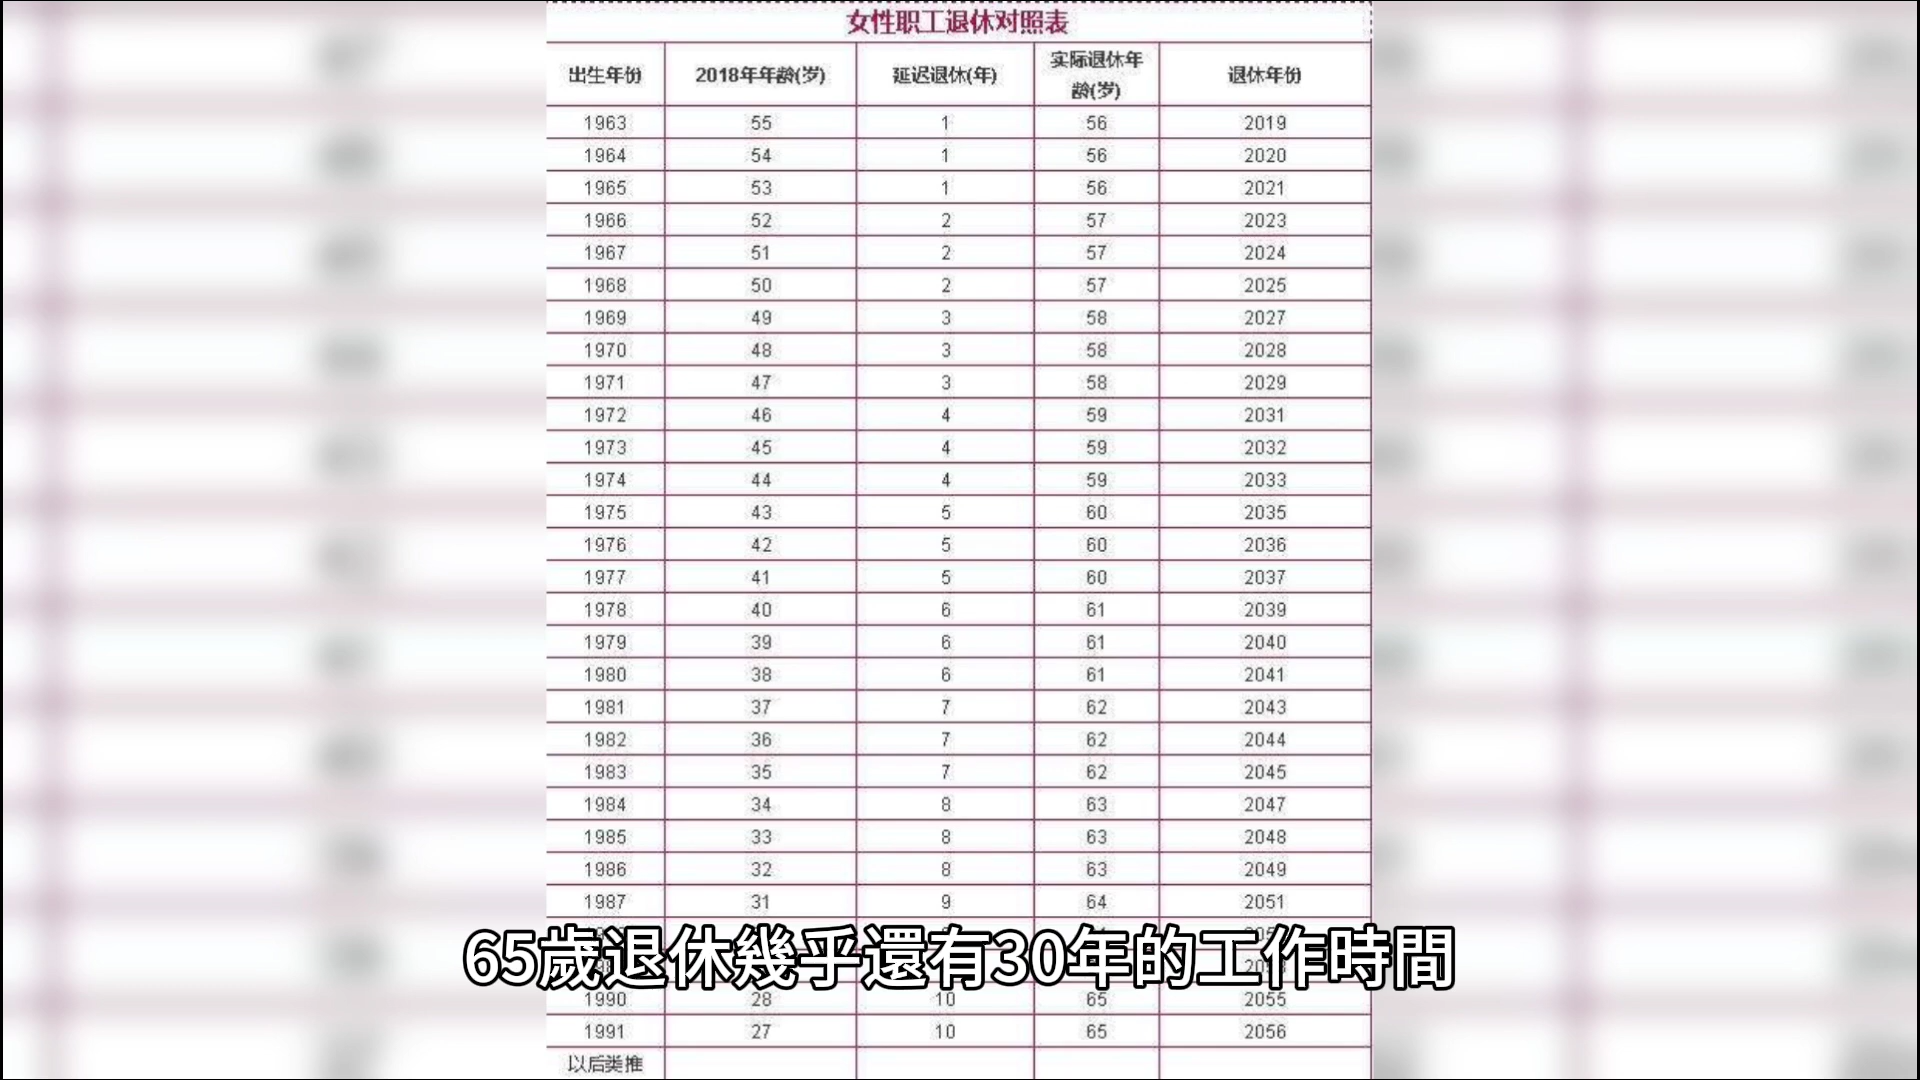 女性职工退休对照表
出生年份 2018年年龄(岁) 延迟退休(年) 实际退休年龄(岁) 退休年份
1963 55 1 56 2019
1964 54 1 56 2020
1965 53 1 56 2021
1966 52 2 57 2023
1967 51 2 57 2024
1968 50 2 57 2025
1969 49 3 58 2027
1970 48 3 58 2028
1971 47 3 58 2029
1972 46 4 59 2031
1973 45 4 59 2032
1974 44 4 59 2033
1975 43 5 60 2035
1976 42 5 60 2036
1977 41 5 60 2037
1978 40 6 61 2039
1979 39 6 61 2040
1980 38 6 61 2041
1981 37 7 62 2043
1982 36 7 62 2044
1983 35 7 62 2045
1984 34 8 63 2047
1985 33 8 63 2048
1986 32 8 63 2049
1987 31 9 64 2051
65歲退休幾乎還有30年的工作時間
1990 28 10 65 2055
1991 27 10 65 2056
以后类推